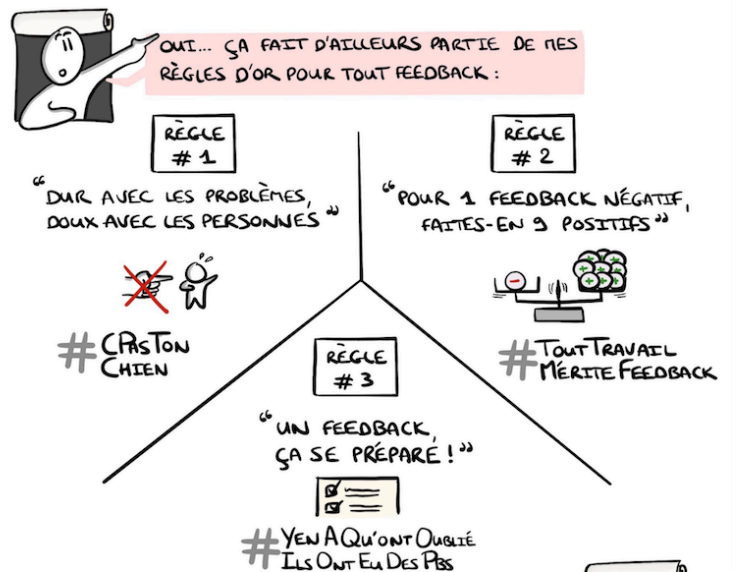 OUI... ÇA FAIT D'AILLEURS PARTIE DE MES
RÈGLES D'OR POUR TOUT FEEDBACK :
RÈGLE
# 1
“DUR AVEC LES PROBLÈMES,
DOUX AVEC LES PERSONNES”
#CPASTON
CHIEN
RÈGLE
# 2
“POUR 1 FEEDBACK NÉGATIF,
FAITES-EN 9 POSITIFS”
#TOUTTRAVAIL
MÉRITEFEEDBACK
RÈGLE
# 3
“UN FEEDBACK,
ÇA SE PRÉPARE !”
#YENAQU'ONTOUBLIÉ
ILSONTEUDESPBS